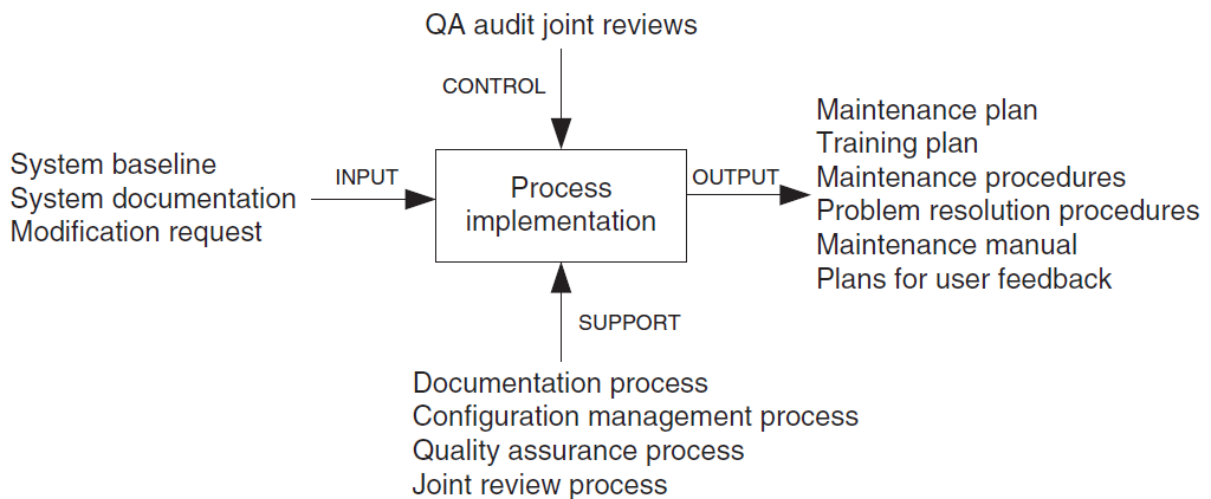 QA audit joint reviews
CONTROL
System baseline
System documentation
Modification request
INPUT
Process
implementation
OUTPUT
Maintenance plan
Training plan
Maintenance procedures
Problem resolution procedures
Maintenance manual
Plans for user feedback
SUPPORT
Documentation process
Configuration management process
Quality assurance process
Joint review process